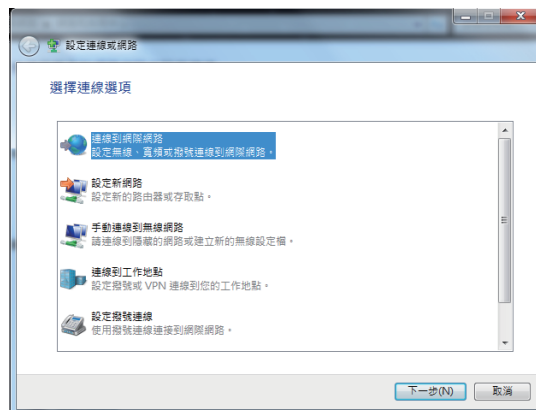 設定連線或網路
選擇連線選項
連線到網際網路
設定無線、寬頻或撥號連線到網際網路。
設定新網路
設定新的路由器或存取點。
手動連線到無線網路
請連線到隱藏的網路或建立新的無線設定檔。
連線到工作地點
設定撥號或 VPN 連線到您的工作地點。
設定撥號連線
使用撥號連線連接到網際網路。
下一步(N)
取消